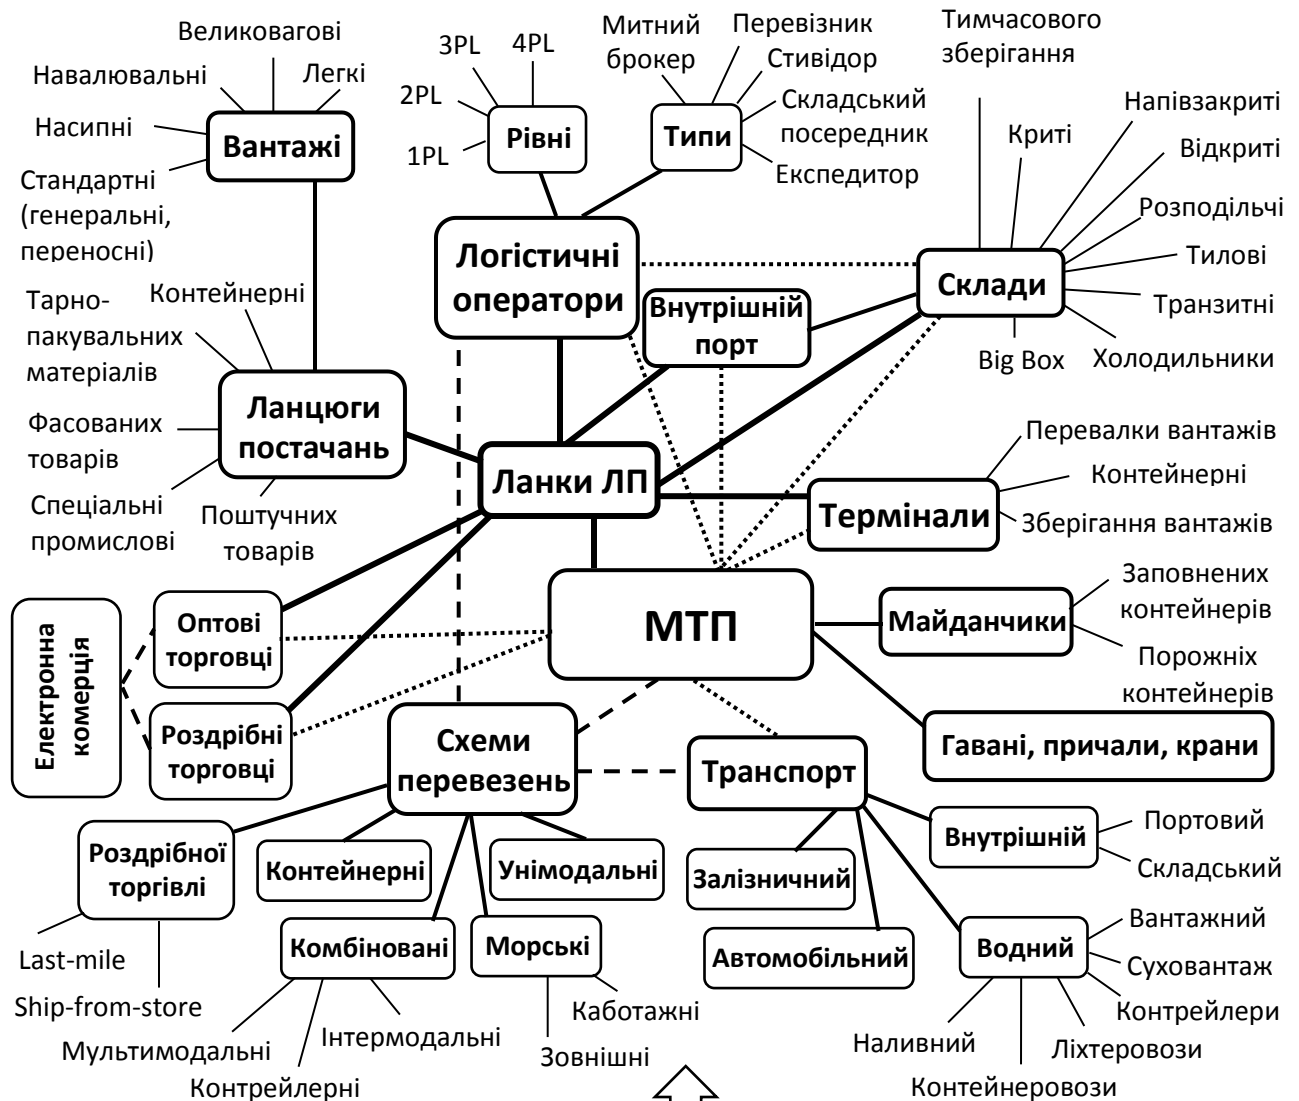 Великовагові
Навалювальні
Легкі
Насипні
Вантажі
Стандартні
(генеральні,
переносні)
3PL
4PL
2PL
1PL
Рівні
Митний
брокер
Перевізник
Стивідор
Складський
посередник
Експедитор
Типи
Тимчасового
зберігання
Напівзакриті
Криті
Відкриті
Розподільчі
Тилові
Транзитні
Холодильники
Big Box
Склади
Логістичні
оператори
Внутрішній
порт
Тарно-
пакувальних
матеріалів
Контейнерні
Ланцюги
постачань
Фасованих
товарів
Спеціальні
промислові
Поштучних
товарів
Ланки ЛП
Термінали
Перевалки вантажів
Контейнерні
Зберігання вантажів
МТП
Майданчики
Заповнених
контейнерів
Порожніх
контейнерів
Гавані, причали, крани
Електронна
комерція
Оптові
торговці
Роздрібні
торговці
Схеми
перевезень
Транспорт
Роздрібної
торгівлі
Контейнерні
Унімодальні
Комбіновані
Морські
Last-mile
Ship-from-store
Мультимодальні
Контрейлерні
Інтермодальні
Каботажні
Зовнішні
Залізничний
Автомобільний
Внутрішній
Портовий
Складський
Водний
Вантажний
Суховантаж
Контрейлери
Наливний
Ліхтеровози
Контейнеровози